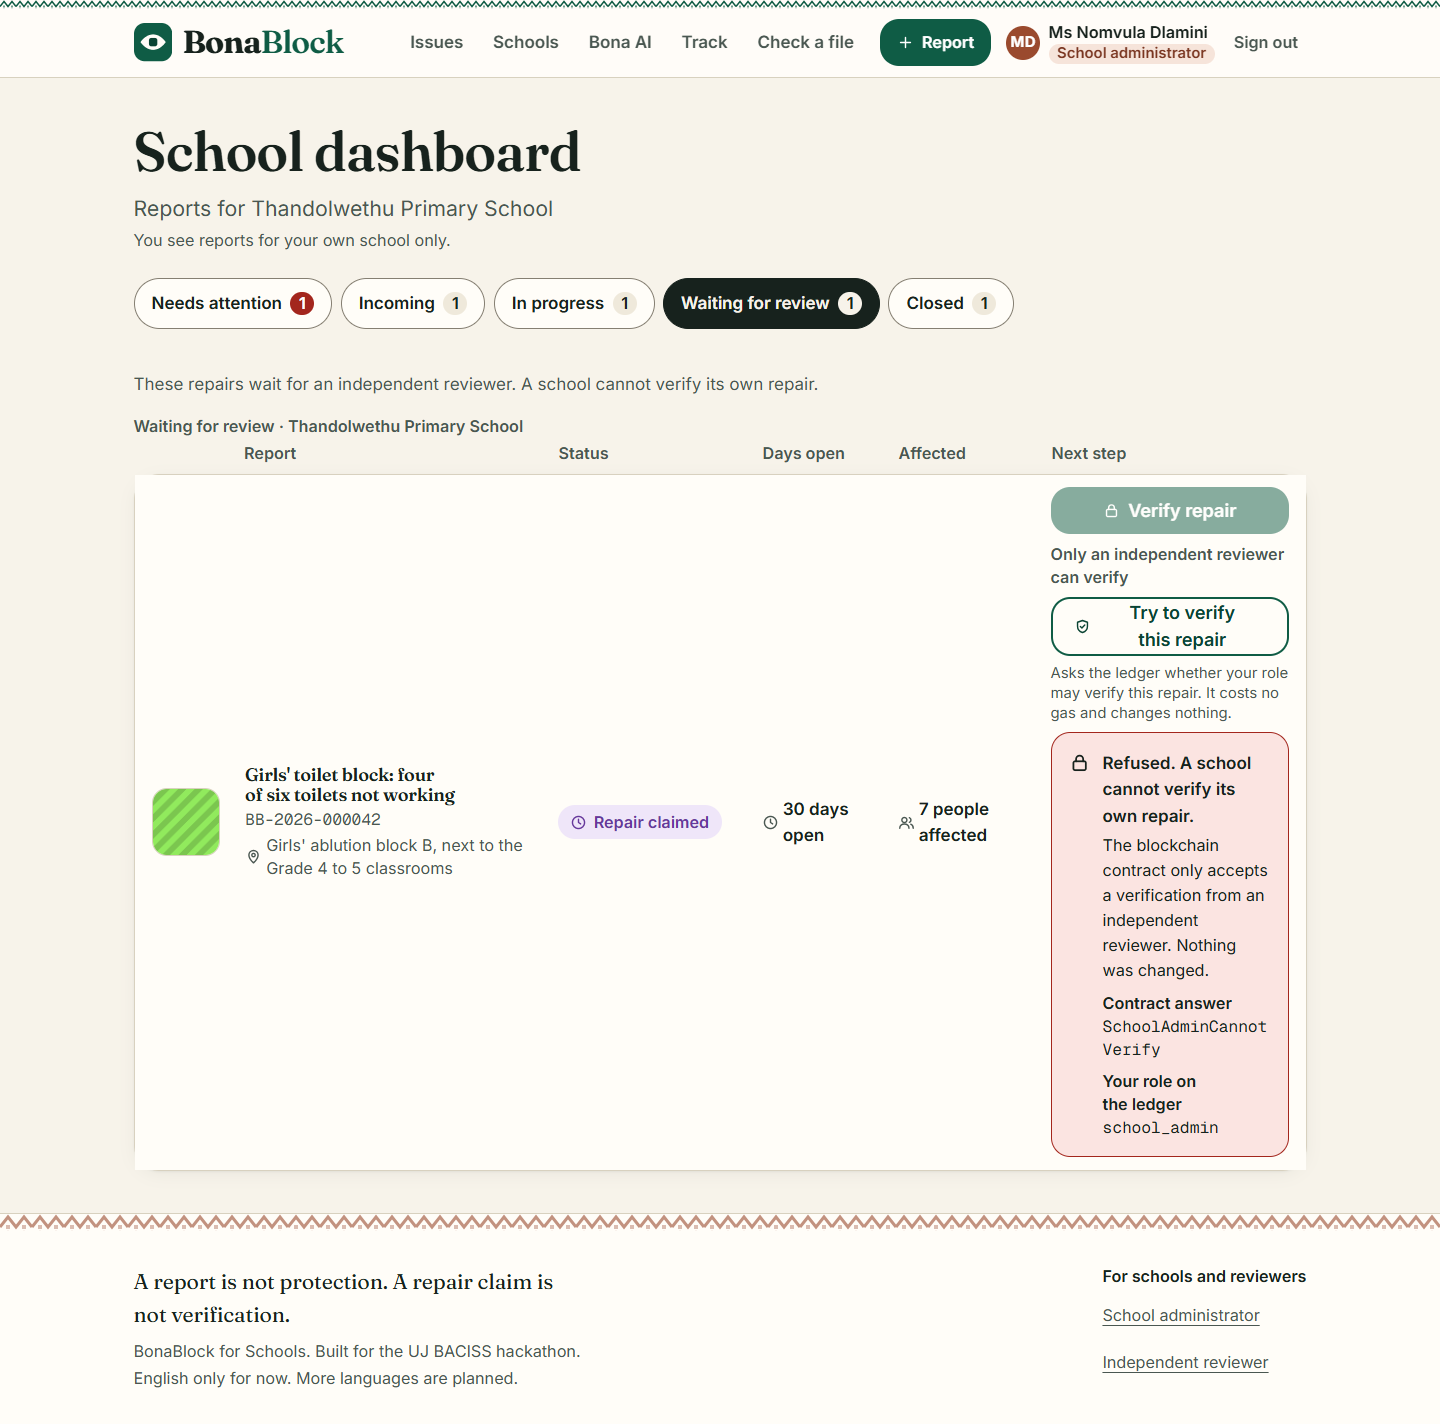 BonaBlock
Issues
Schools
Bona AI
Track
Check a file
+ Report
MD
Ms Nomvula Dlamini
School administrator
Sign out
School dashboard
Reports for Thandolwethu Primary School
You see reports for your own school only.
Needs attention 1
Incoming 1
In progress 1
Waiting for review 1
Closed 1
These repairs wait for an independent reviewer. A school cannot verify its own repair.
Waiting for review · Thandolwethu Primary School
Report
Status
Days open
Affected
Next step
Girls' toilet block: four
of six toilets not working
BB-2026-000042
Girls' ablution block B, next to the
Grade 4 to 5 classrooms
Repair claimed
30 days
open
7 people
affected
Verify repair
Only an independent reviewer
can verify
Try to verify
this repair
Asks the ledger whether your role
may verify this repair. It costs no
gas and changes nothing.
Refused. A school
cannot verify its
own repair.
The blockchain
contract only accepts
a verification from an
independent
reviewer. Nothing
was changed.
Contract answer
SchoolAdminCannot
Verify
Your role on
the ledger
school_admin
A report is not protection. A repair claim is
not verification.
BonaBlock for Schools. Built for the UJ BACISS hackathon.
English only for now. More languages are planned.
For schools and reviewers
School administrator
Independent reviewer